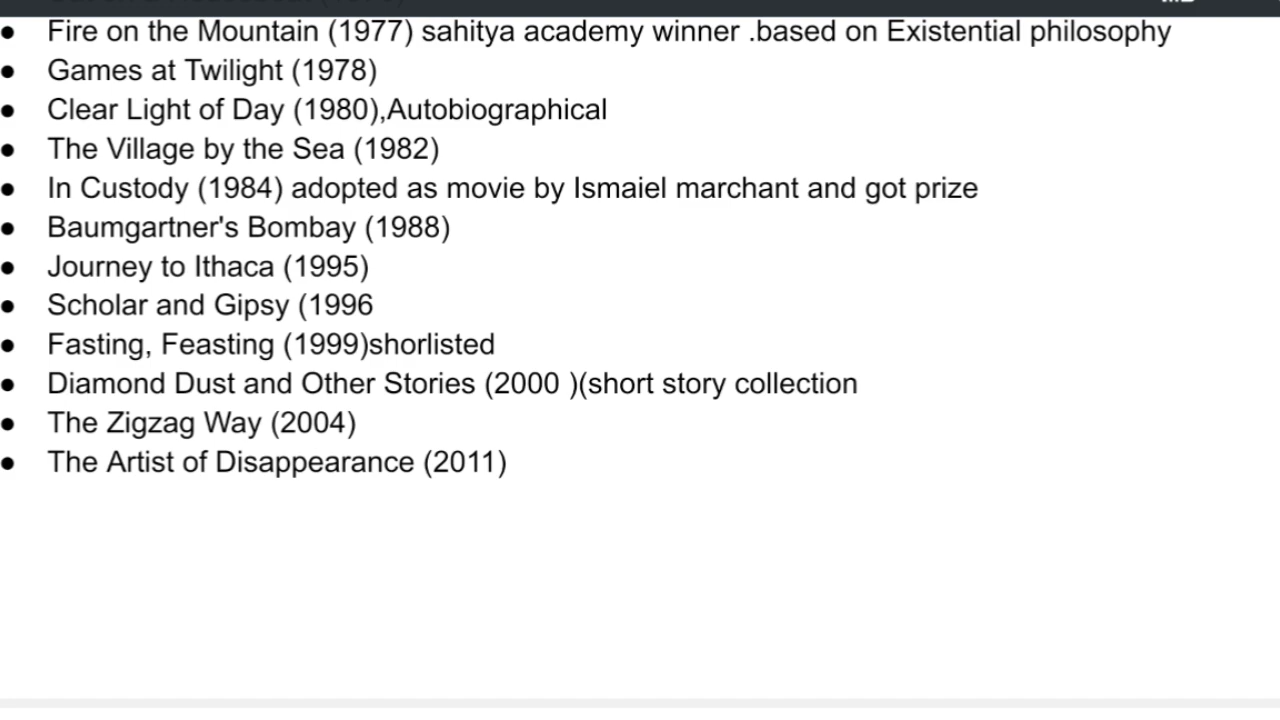 ● Fire on the Mountain (1977) sahitya academy winner .based on Existential philosophy
● Games at Twilight (1978)
● Clear Light of Day (1980),Autobiographical
● The Village by the Sea (1982)
● In Custody (1984) adopted as movie by Ismaiel marchant and got prize
● Baumgartner's Bombay (1988)
● Journey to Ithaca (1995)
● Scholar and Gipsy (1996
● Fasting, Feasting (1999)shorlisted
● Diamond Dust and Other Stories (2000 )(short story collection
● The Zigzag Way (2004)
● The Artist of Disappearance (2011)